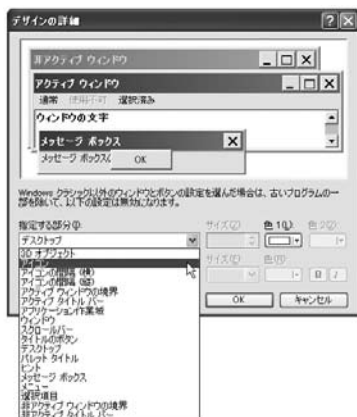 デザインの詳細
非アクティブ ウィンドウ
アクティブ ウィンドウ
通常 使用不可 選択済み
ウィンドウの文字
メッセージ ボックス
メッセージ ボックス
OK
Windows クラシック以外のウィンドウとボタンの設定を選んだ場合は、古いプログラムの一
部を除いて、以下の設定は無効になります。
指定する部分(I): サイズ(Z): 色 1(L): 色 2(2):
デスクトップ
3D オブジェクト
アイコン
アイコンの間隔 (横)
アイコンの間隔 (縦)
アクティブ ウィンドウの境界
アクティブ タイトル バー
アプリケーション作業域
ウィンドウ
スクロールバー
タイトルのボタン
デスクトップ
パレット タイトル
ヒント
メッセージ ボックス
メニュー
選択項目
非アクティブ ウィンドウの境界
非アクティブ タイトル バー
サイズ(E): 色(R):
B I
OK キャンセル